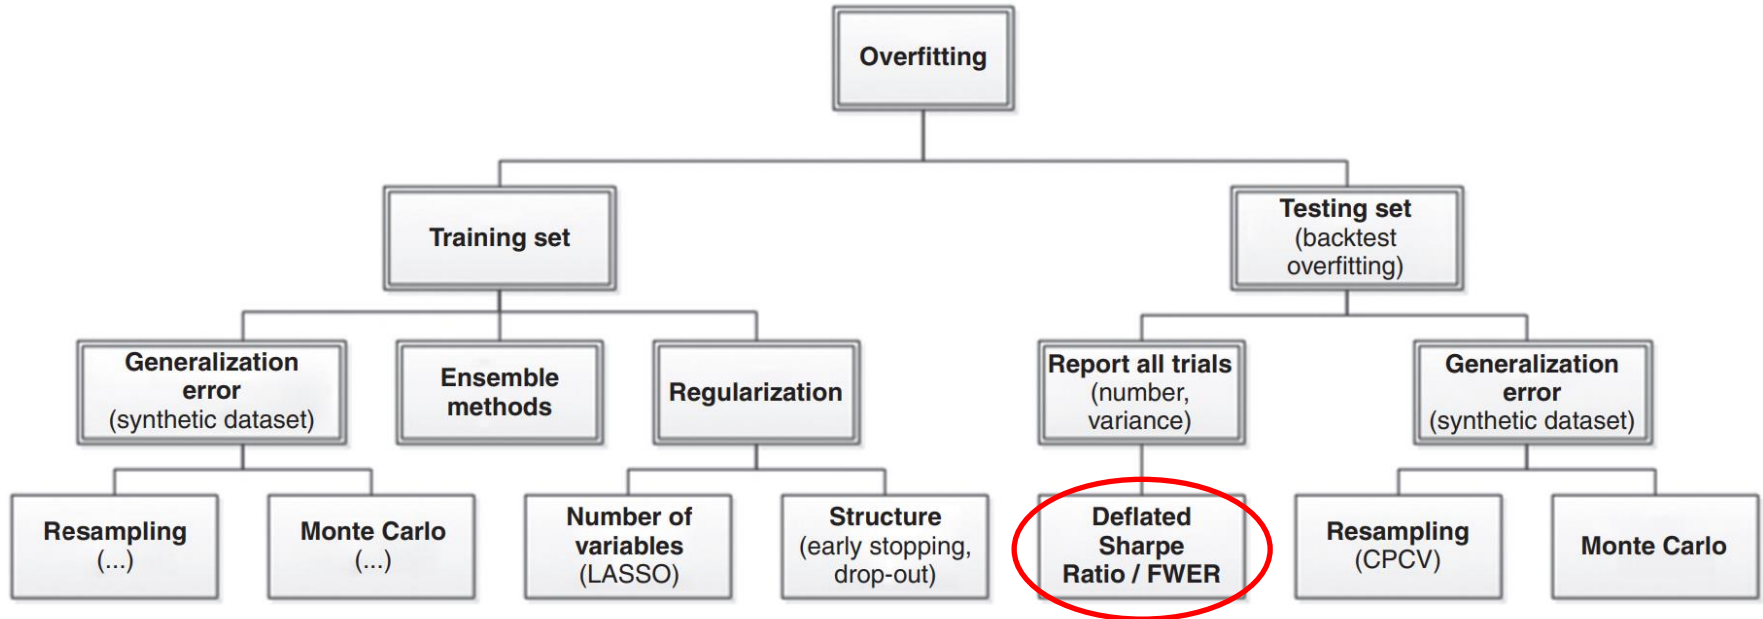 Overfitting
Training set
Testing set
(backtest
overfitting)
Generalization
error
(synthetic dataset)
Ensemble
methods
Regularization
Report all trials
(number,
variance)
Generalization
error
(synthetic dataset)
Resampling
(...)
Monte Carlo
(...)
Number of
variables
(LASSO)
Structure
(early stopping,
drop-out)
Deflated
Sharpe
Ratio / FWER
Resampling
(CPCV)
Monte Carlo